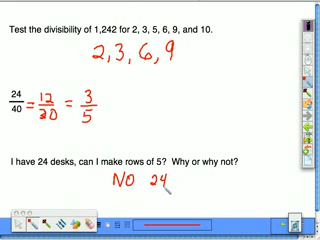 Test the divisibility of 1,242 for 2, 3, 5, 6, 9, and 10.
2, 3, 6, 9
24/40 = 12/20 = 3/5
I have 24 desks, can I make rows of 5? Why or why not?
NO 24